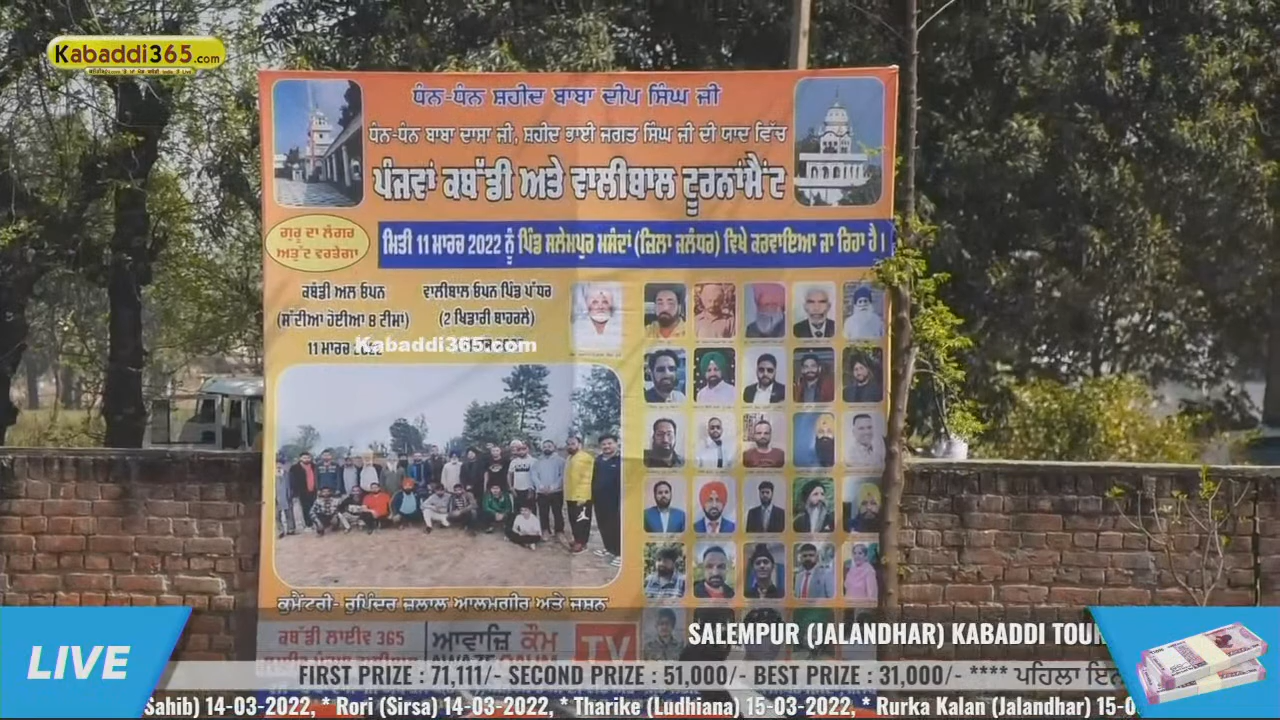 Kabaddi365.com
ਧੰਨ-ਧੰਨ ਸ਼ਹੀਦ ਬਾਬਾ ਦੀਪ ਸਿੰਘ ਜੀ
ਧੰਨ-ਧੰਨ ਬਾਬਾ ਦਾਸਾ ਜੀ, ਸ਼ਹੀਦ ਭਾਈ ਜਗਤ ਸਿੰਘ ਜੀ ਦੀ ਯਾਦ ਵਿੱਚ
ਪੰਜਵਾਂ ਕਬੱਡੀ ਅਤੇ ਵਾਲੀਬਾਲ ਟੂਰਨਾਂਮੈਂਟ
ਗੁਰੂ ਦਾ ਲੰਗਰ
ਅਤੁੱਟ ਵਰਤੇਗਾ
ਮਿਤੀ 11 ਮਾਰਚ 2022 ਨੂੰ ਪਿੰਡ ਸਲੇਮਪੁਰ ਮਸੰਦਾਂ (ਜ਼ਿਲਾ ਜਲੰਧਰ) ਵਿਖੇ ਕਰਵਾਇਆ ਜਾ ਰਿਹਾ ਹੈ।
ਕਬੱਡੀ ਅਲ ਓਪਨ
(ਸੱਦੀਆ ਹੋਈਆ 8 ਟੀਮਾ)
11 ਮਾਰਚ 2022
ਵਾਲੀਬਾਲ ਓਪਨ ਪਿੰਡ ਪੱਧਰ
(2 ਖਿਡਾਰੀ ਬਾਹਰਲੇ)
Kabaddi365.com
ਕੁਮੈਂਟਰੀ- ਰੁਪਿੰਦਰ ਜਲਾਲ ਆਲਮਗੀਰ ਅਤੇ ਜਸ਼ਨ
ਕਬੱਡੀ ਲਾਈਵ 365
ਆਵਾਜ਼ਿ ਕੌਮ
TV
LIVE
SALEMPUR (JALANDHAR) KABADDI TOUR
FIRST PRIZE : 71,111/- SECOND PRIZE : 51,000/- BEST PRIZE : 31,000/- **** ਪਹਿਲਾ ਇਨ
Sahib) 14-03-2022, * Rori (Sirsa) 14-03-2022, * Tharike (Ludhiana) 15-03-2022, * Rurka Kalan (Jalandhar) 15-0